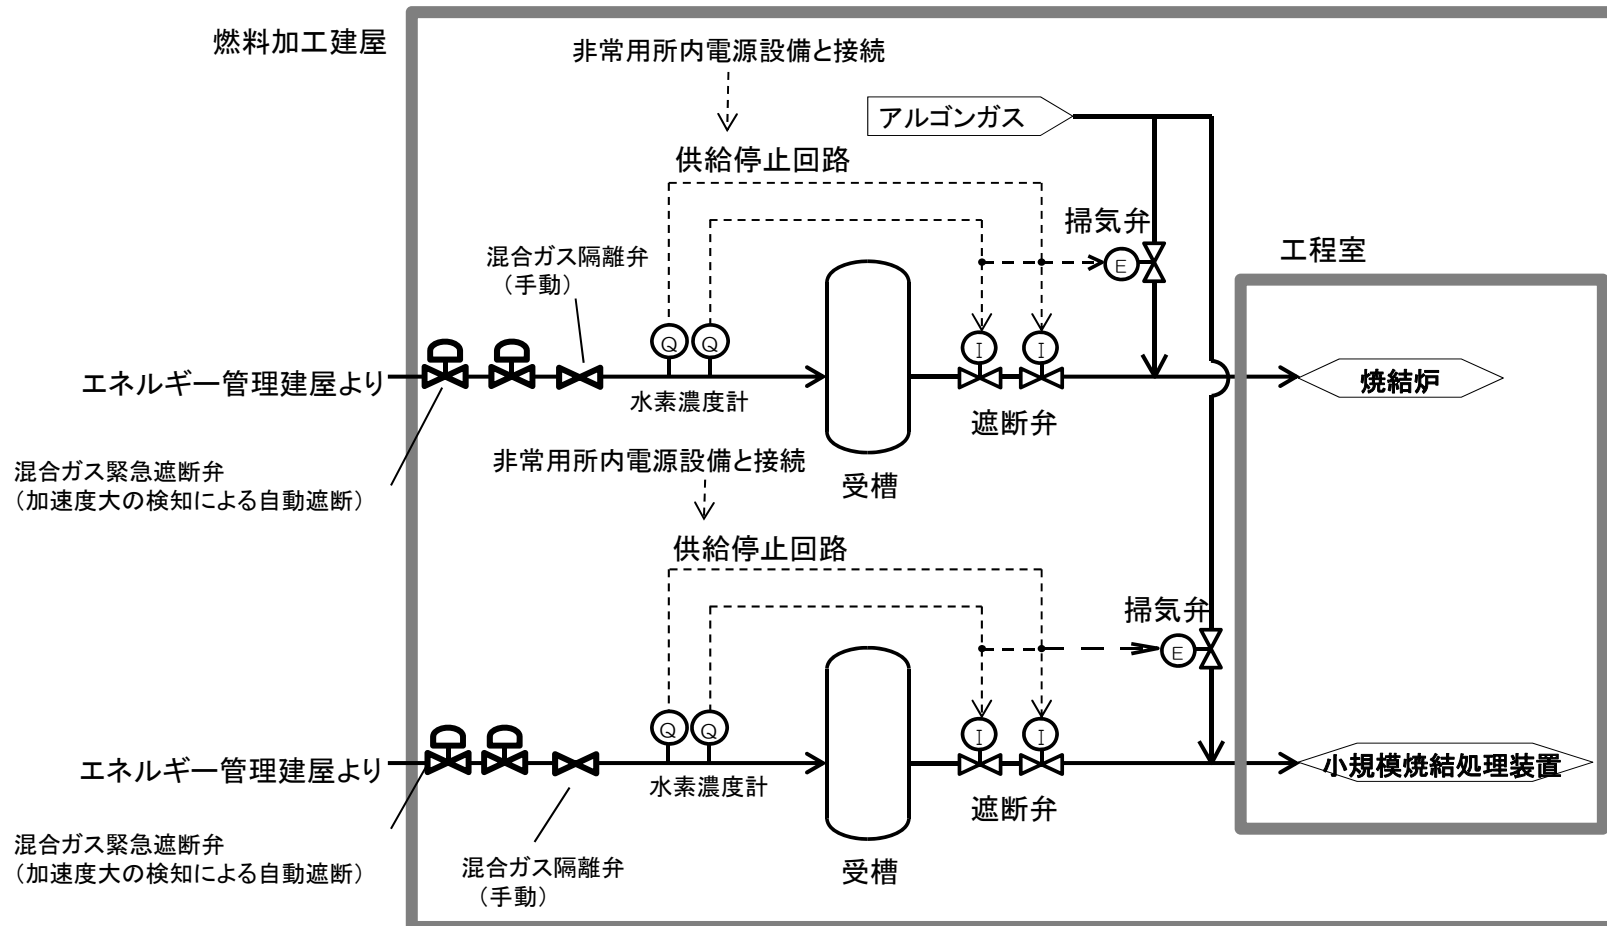 燃料加工建屋
非常用所内電源設備と接続
アルゴンガス
供給停止回路
掃気弁
E
工程室
混合ガス隔離弁
（手動）
Q
Q
I
I
エネルギー管理建屋より
水素濃度計
遮断弁
焼結炉
混合ガス緊急遮断弁
（加速度大の検知による自動遮断）
受槽
非常用所内電源設備と接続
供給停止回路
掃気弁
E
Q
Q
I
I
エネルギー管理建屋より
水素濃度計
遮断弁
小規模焼結処理装置
混合ガス緊急遮断弁
（加速度大の検知による自動遮断）
混合ガス隔離弁
（手動）
受槽